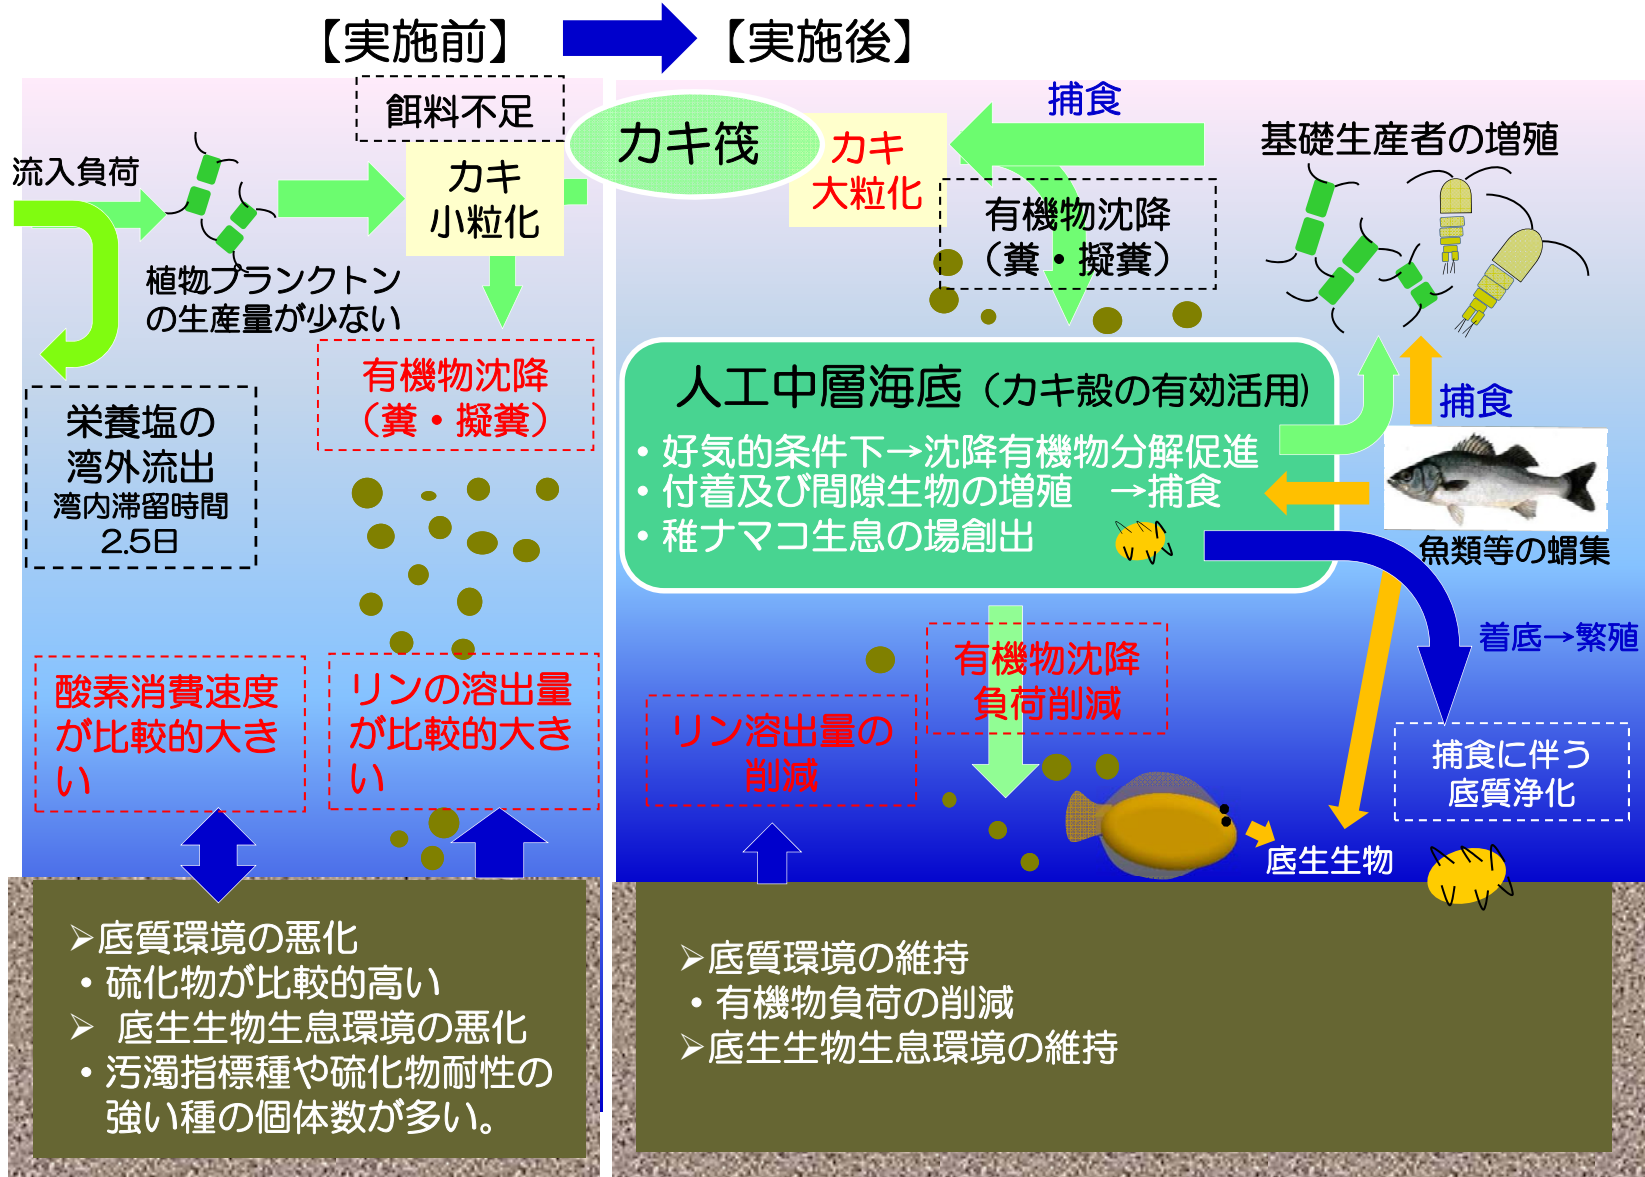 【実施前】
【実施後】
餌料不足
流入負荷
カキ
小粒化
カキ筏
植物プランクトン
の生産量が少ない
有機物沈降
（糞・擬糞）
栄養塩の
湾外流出
湾内滞留時間
2.5日
酸素消費速度
が比較的大き
い
リンの溶出量
が比較的大き
い
➢底質環境の悪化
・硫化物が比較的高い
➢ 底生生物生息環境の悪化
・汚濁指標種や硫化物耐性の
強い種の個体数が多い。
カキ
大粒化
捕食
基礎生産者の増殖
有機物沈降
（糞・擬糞）
人工中層海底（カキ殻の有効活用）
・好気的条件下→沈降有機物分解促進
・付着及び間隙生物の増殖　→捕食
・稚ナマコ生息の場創出
捕食
魚類等の蝟集
着底→繁殖
有機物沈降
負荷削減
リン溶出量の
削減
捕食に伴う
底質浄化
底生生物
➢底質環境の維持
・有機物負荷の削減
➢底生生物生息環境の維持